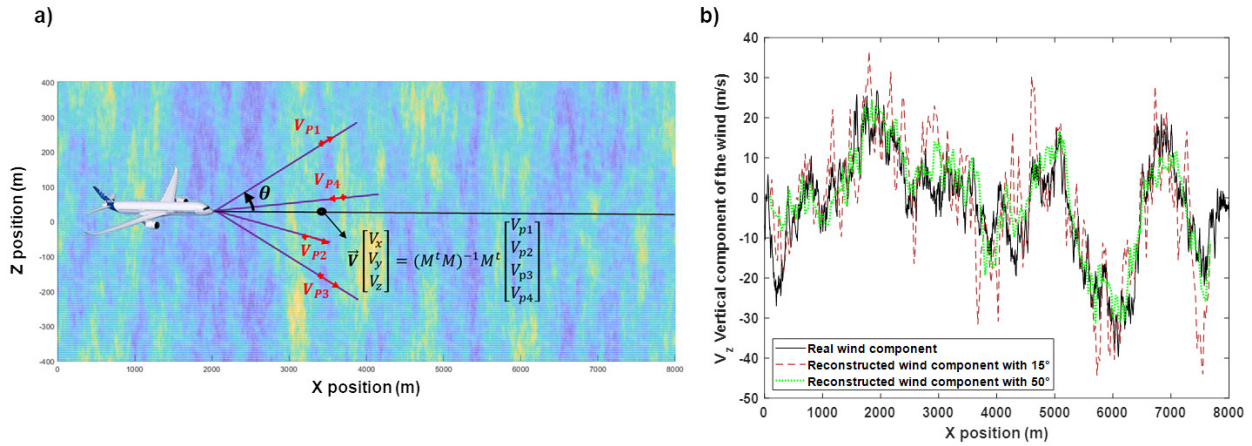 a)
Z position (m)
400
300
200
100
0
-100
-200
-300
-400
0
1000
2000
3000
4000
5000
6000
7000
8000
X position (m)
V_P1
V_P4
θ
V_P2
V_P3
V⃗ [V_x V_y V_z] = (M^t M)^{-1} M^t [V_p1 V_p2 V_p3 V_p4]
b)
V_z Vertical component of the wind (m/s)
40
30
20
10
0
-10
-20
-30
-40
-50
Real wind component
Reconstructed wind component with 15°
Reconstructed wind component with 50°
0
1000
2000
3000
4000
5000
6000
7000
8000
X position (m)